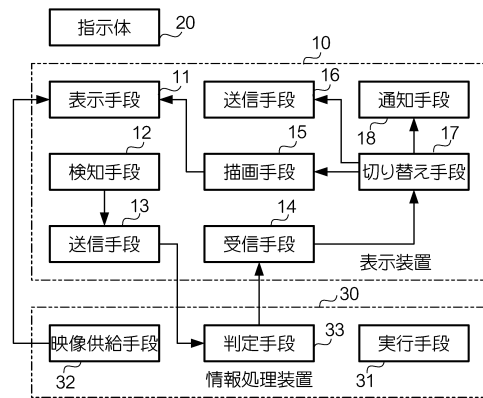 指示体
20
10
表示手段
11
送信手段
16
通知手段
18
検知手段
12
描画手段
15
切り替え手段
17
送信手段
13
受信手段
14
表示装置
30
映像供給手段
32
判定手段
33
実行手段
31
情報処理装置